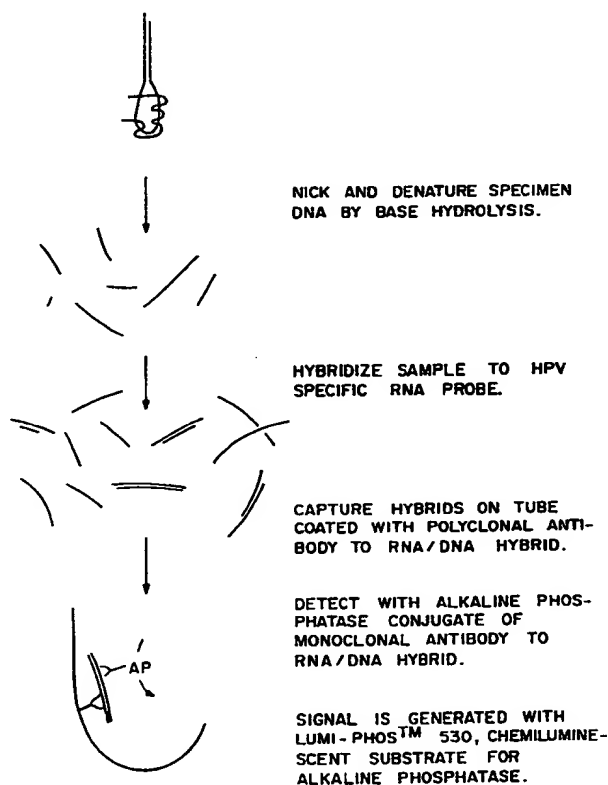 NICK AND DENATURE SPECIMEN
DNA BY BASE HYDROLYSIS.
HYBRIDIZE SAMPLE TO HPV
SPECIFIC RNA PROBE.
CAPTURE HYBRIDS ON TUBE
COATED WITH POLYCLONAL ANTI-
BODY TO RNA/DNA HYBRID.
DETECT WITH ALKALINE PHOS-
PHATASE CONJUGATE OF
MONOCLONAL ANTIBODY TO
RNA/DNA HYBRID.
AP
SIGNAL IS GENERATED WITH
LUMI-PHOS™ 530, CHEMILUMINE-
SCENT SUBSTRATE FOR
ALKALINE PHOSPHATASE.